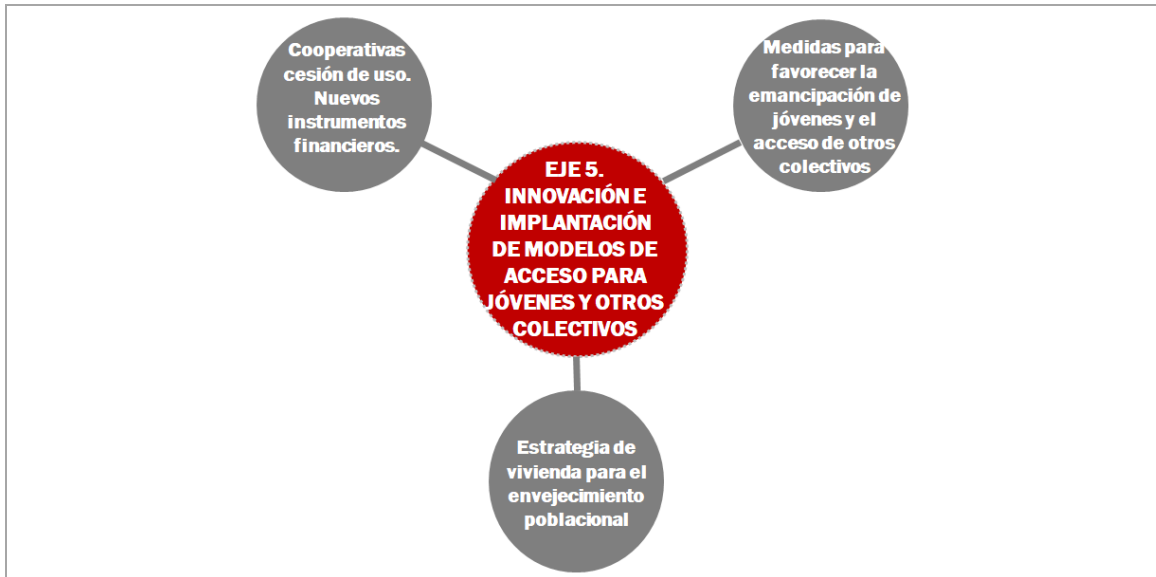 Cooperativas
cesión de uso.
Nuevos
instrumentos
financieros.
Medidas para
favorecer la
emancipación de
jóvenes y el
acceso de otros
colectivos
EJE 5.
INNOVACIÓN E
IMPLANTACIÓN
DE MODELOS DE
ACCESO PARA
JÓVENES Y OTROS
COLECTIVOS
Estrategia de
vivienda para el
envejecimiento
poblacional